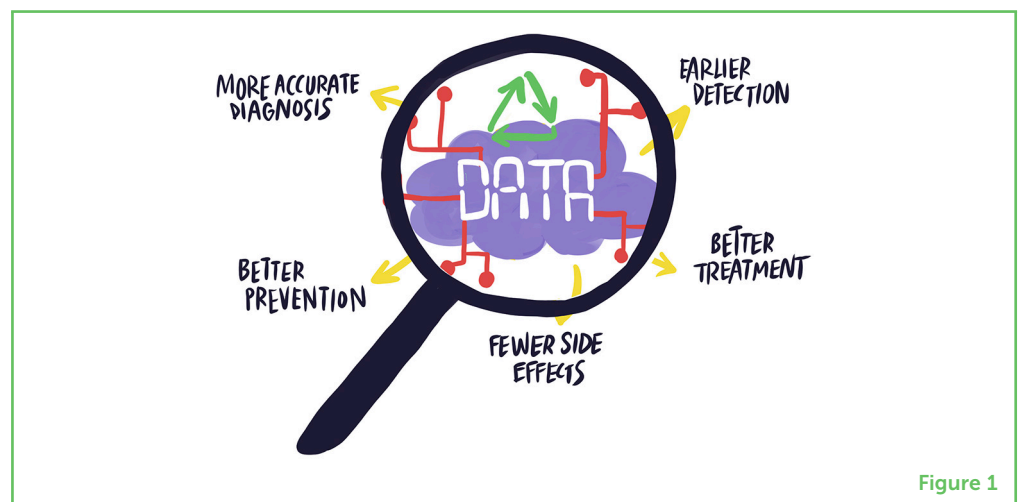 MORE ACCURATE
DIAGNOSIS
EARLIER
DETECTION
DATA
BETTER
PREVENTION
BETTER
TREATMENT
FEWER SIDE
EFFECTS
Figure 1